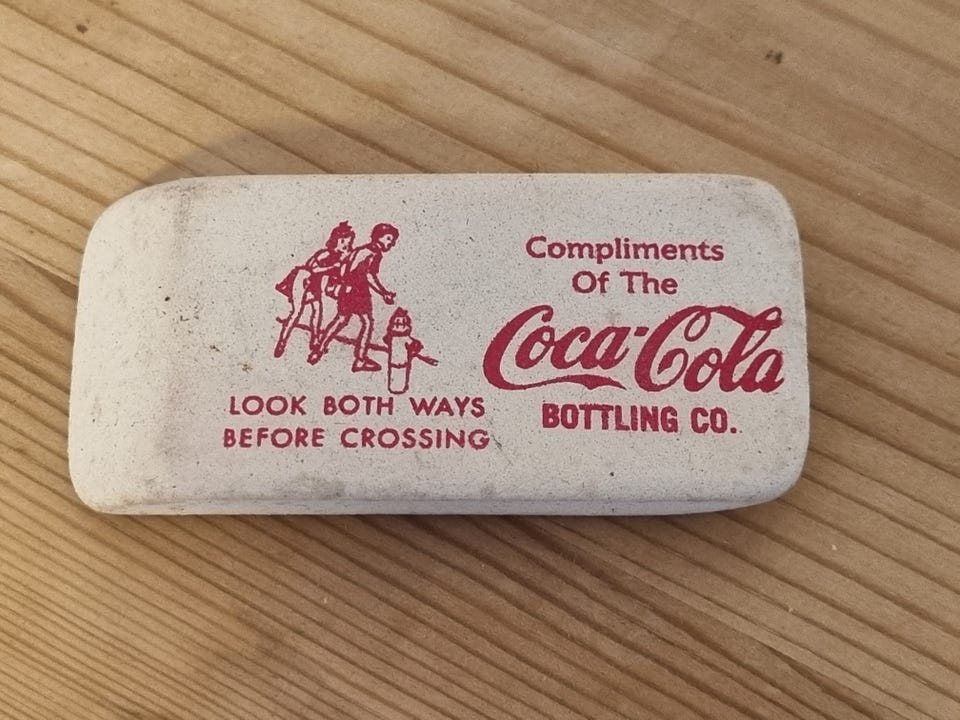 LOOK BOTH WAYS
BEFORE CROSSING
Compliments
Of The
Coca-Cola
BOTTLING CO.